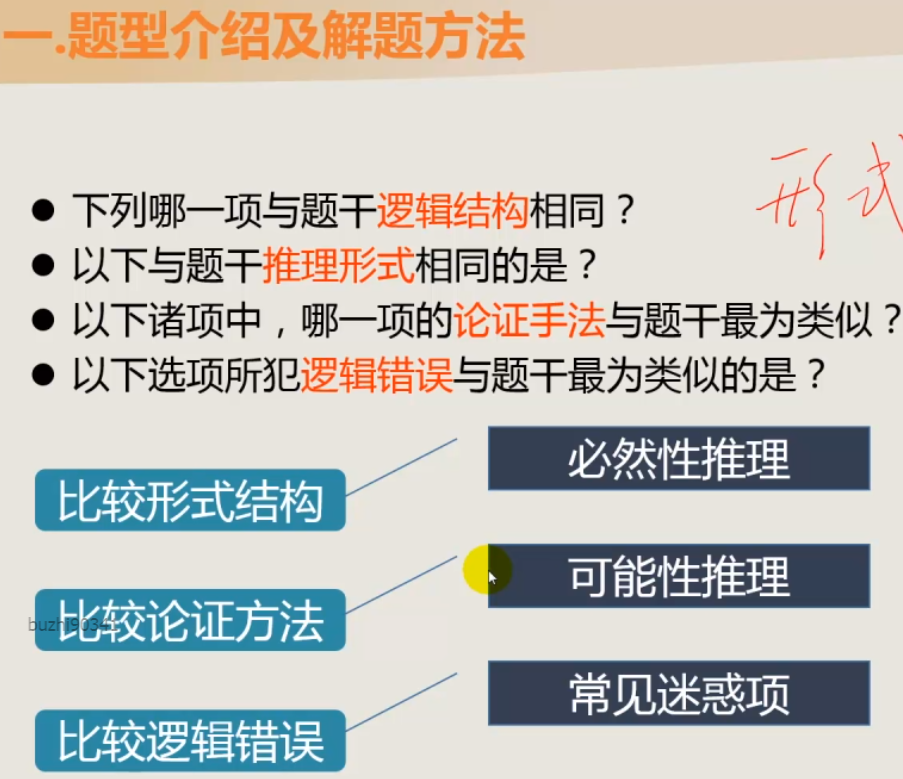 一.题型介绍及解题方法
形式
下列哪一项与题干逻辑结构相同？
以下与题干推理形式相同的是？
以下诸项中，哪一项的论证手法与题干最为类似？
以下选项所犯逻辑错误与题干最为类似的是？
必然性推理
比较形式结构
可能性推理
比较论证方法
常见迷惑项
比较逻辑错误